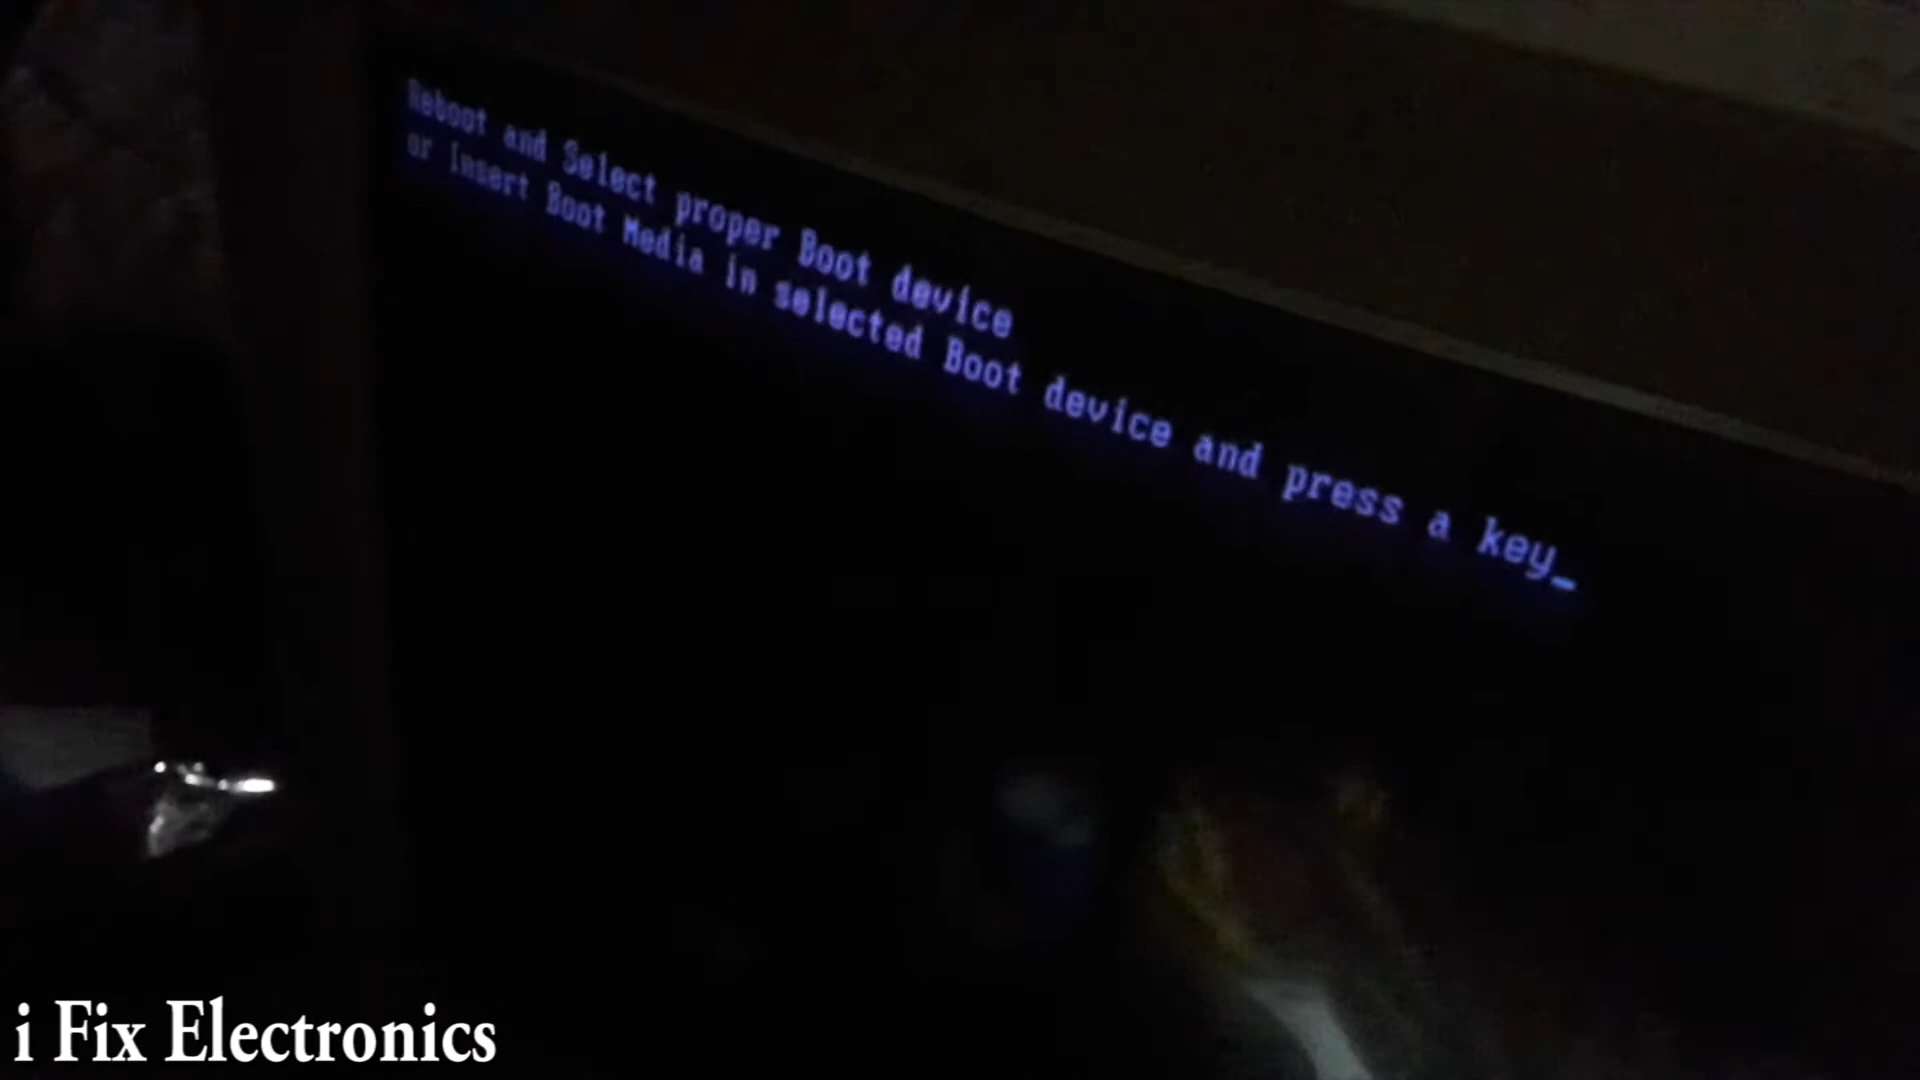 Reboot and Select proper Boot device
or Insert Boot Media in selected Boot device and press a key_
i Fix Electronics